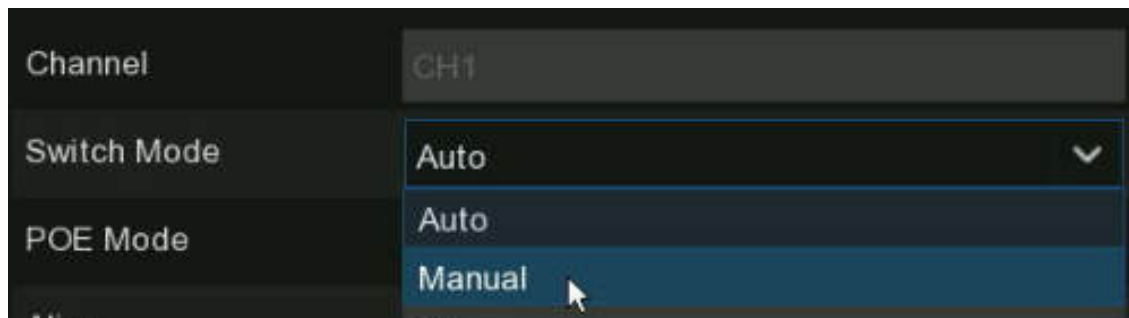 Channel
CH1
Switch Mode
Auto
Auto
POE Mode
Manual